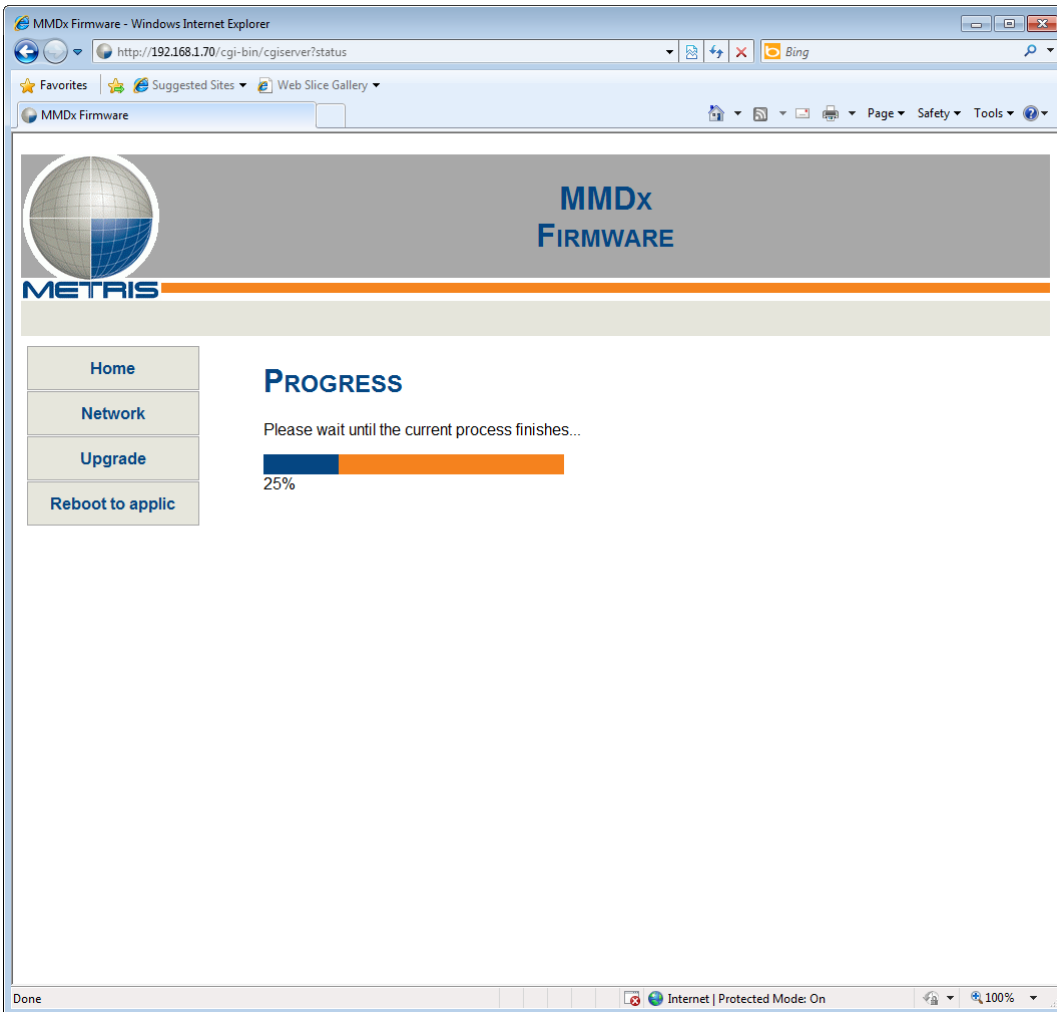 MMDx Firmware - Windows Internet Explorer
http://192.168.1.70/cgi-bin/cgiserver?status
Bing
Favorites
Suggested Sites
Web Slice Gallery
MMDx Firmware
Page
Safety
Tools
METRIS
MMDX
FIRMWARE
Home
Network
Upgrade
Reboot to applic
PROGRESS
Please wait until the current process finishes...
25%
Done
Internet | Protected Mode: On
100%